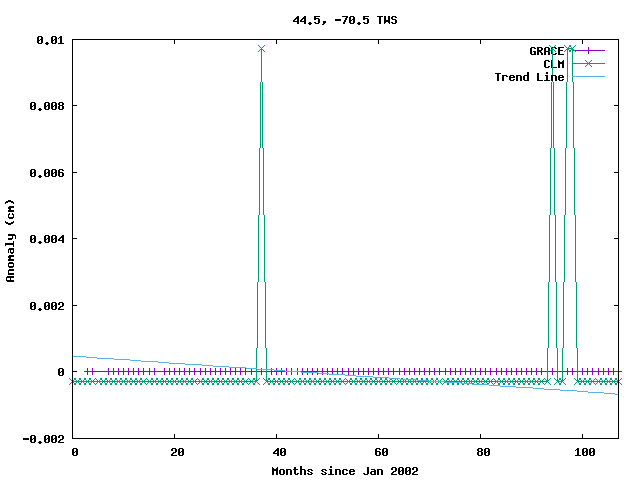 44.5, -70.5 TWS
0.01
0.008
0.006
0.004
0.002
0
-0.002
Anomaly (cm)
GRACE
CLM
Trend Line
0 20 40 60 80 100
Months since Jan 2002